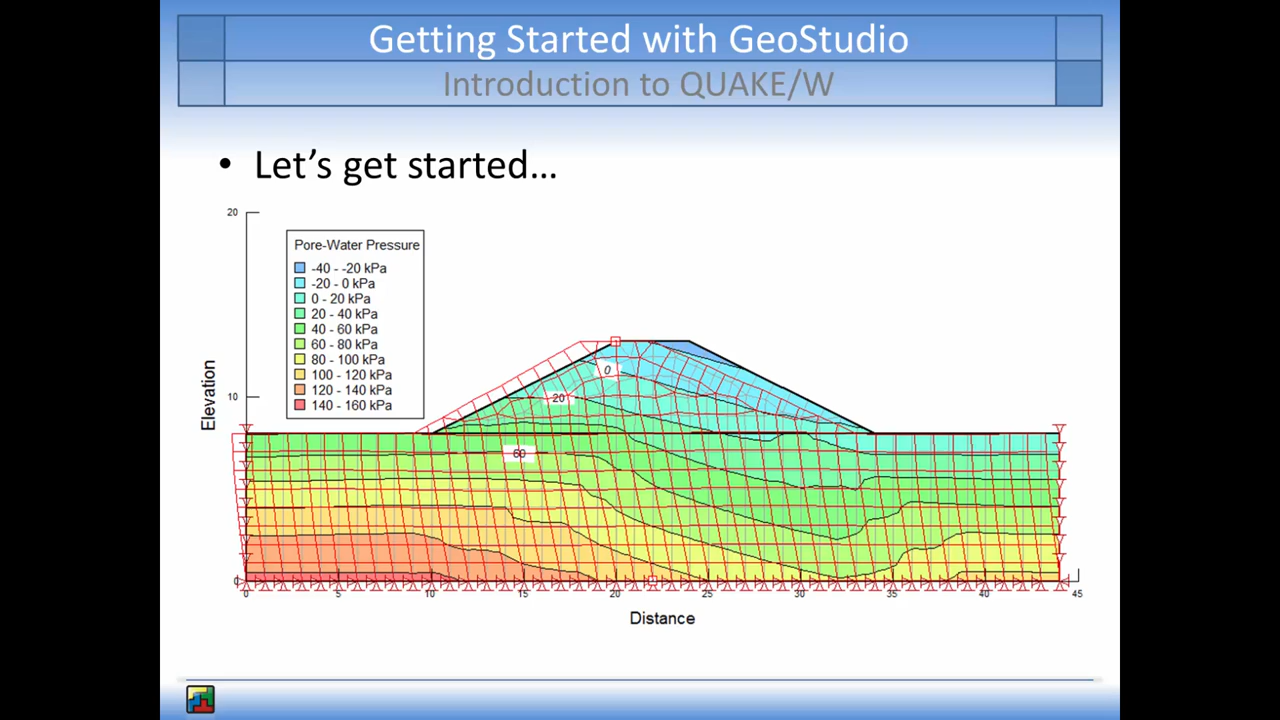 Getting Started with GeoStudio
Introduction to QUAKE/W
• Let’s get started…
20
Pore-Water Pressure
-40 - -20 kPa
-20 - 0 kPa
0 - 20 kPa
20 - 40 kPa
40 - 60 kPa
60 - 80 kPa
80 - 100 kPa
100 - 120 kPa
120 - 140 kPa
140 - 160 kPa
0
20
10
Elevation
60
0
0 5 10 15 20 25 30 35 40 45
Distance